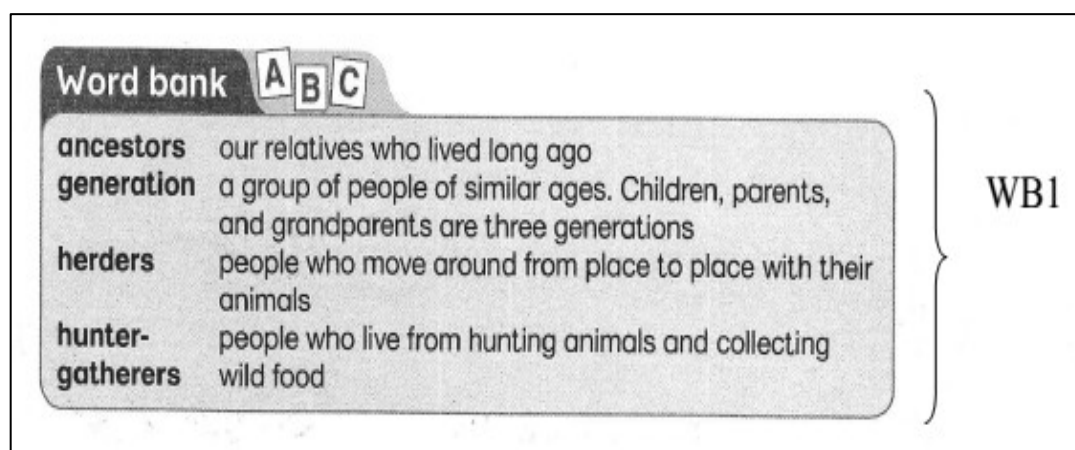 Word bank A B C
ancestors our relatives who lived long ago
generation a group of people of similar ages. Children, parents,
and grandparents are three generations
herders people who move around from place to place with their
animals
hunter- people who live from hunting animals and collecting
gatherers wild food
WB1